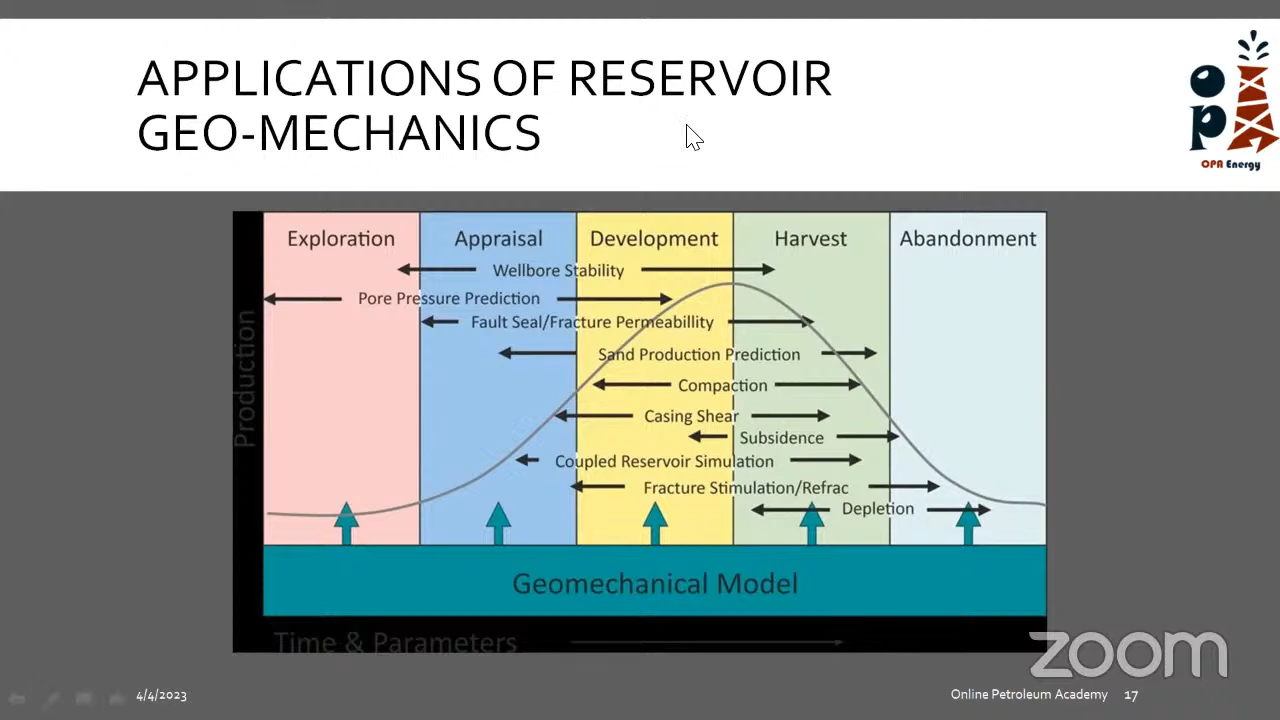 APPLICATIONS OF RESERVOIR
GEO-MECHANICS
OPA Energy
Exploration
Appraisal
Development
Harvest
Abandonment
Wellbore Stability
Pore Pressure Prediction
Fault Seal/Fracture Permeabillity
Sand Production Prediction
Compaction
Casing Shear
Subsidence
Coupled Reservoir Simulation
Fracture Stimulation/Refrac
Depletion
Production
Geomechanical Model
Time & Parameters
zoom
4/4/2023
Online Petroleum Academy 17